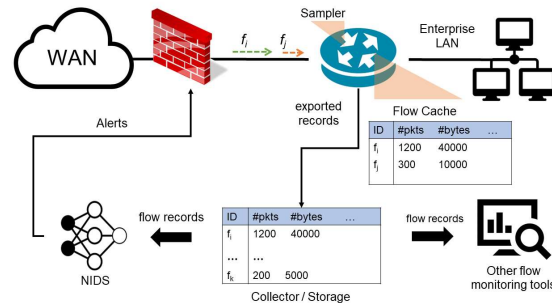 Sampler
Enterprise
LAN
WAN
fi
fj
exported
records
Flow Cache
ID #pkts #bytes ...
fi 1200 40000
fj 300 10000
Alerts
flow records
ID #pkts #bytes ...
fi 1200 40000
... ...
fk 200 5000
flow records
NIDS
Collector / Storage
Other flow
monitoring tools